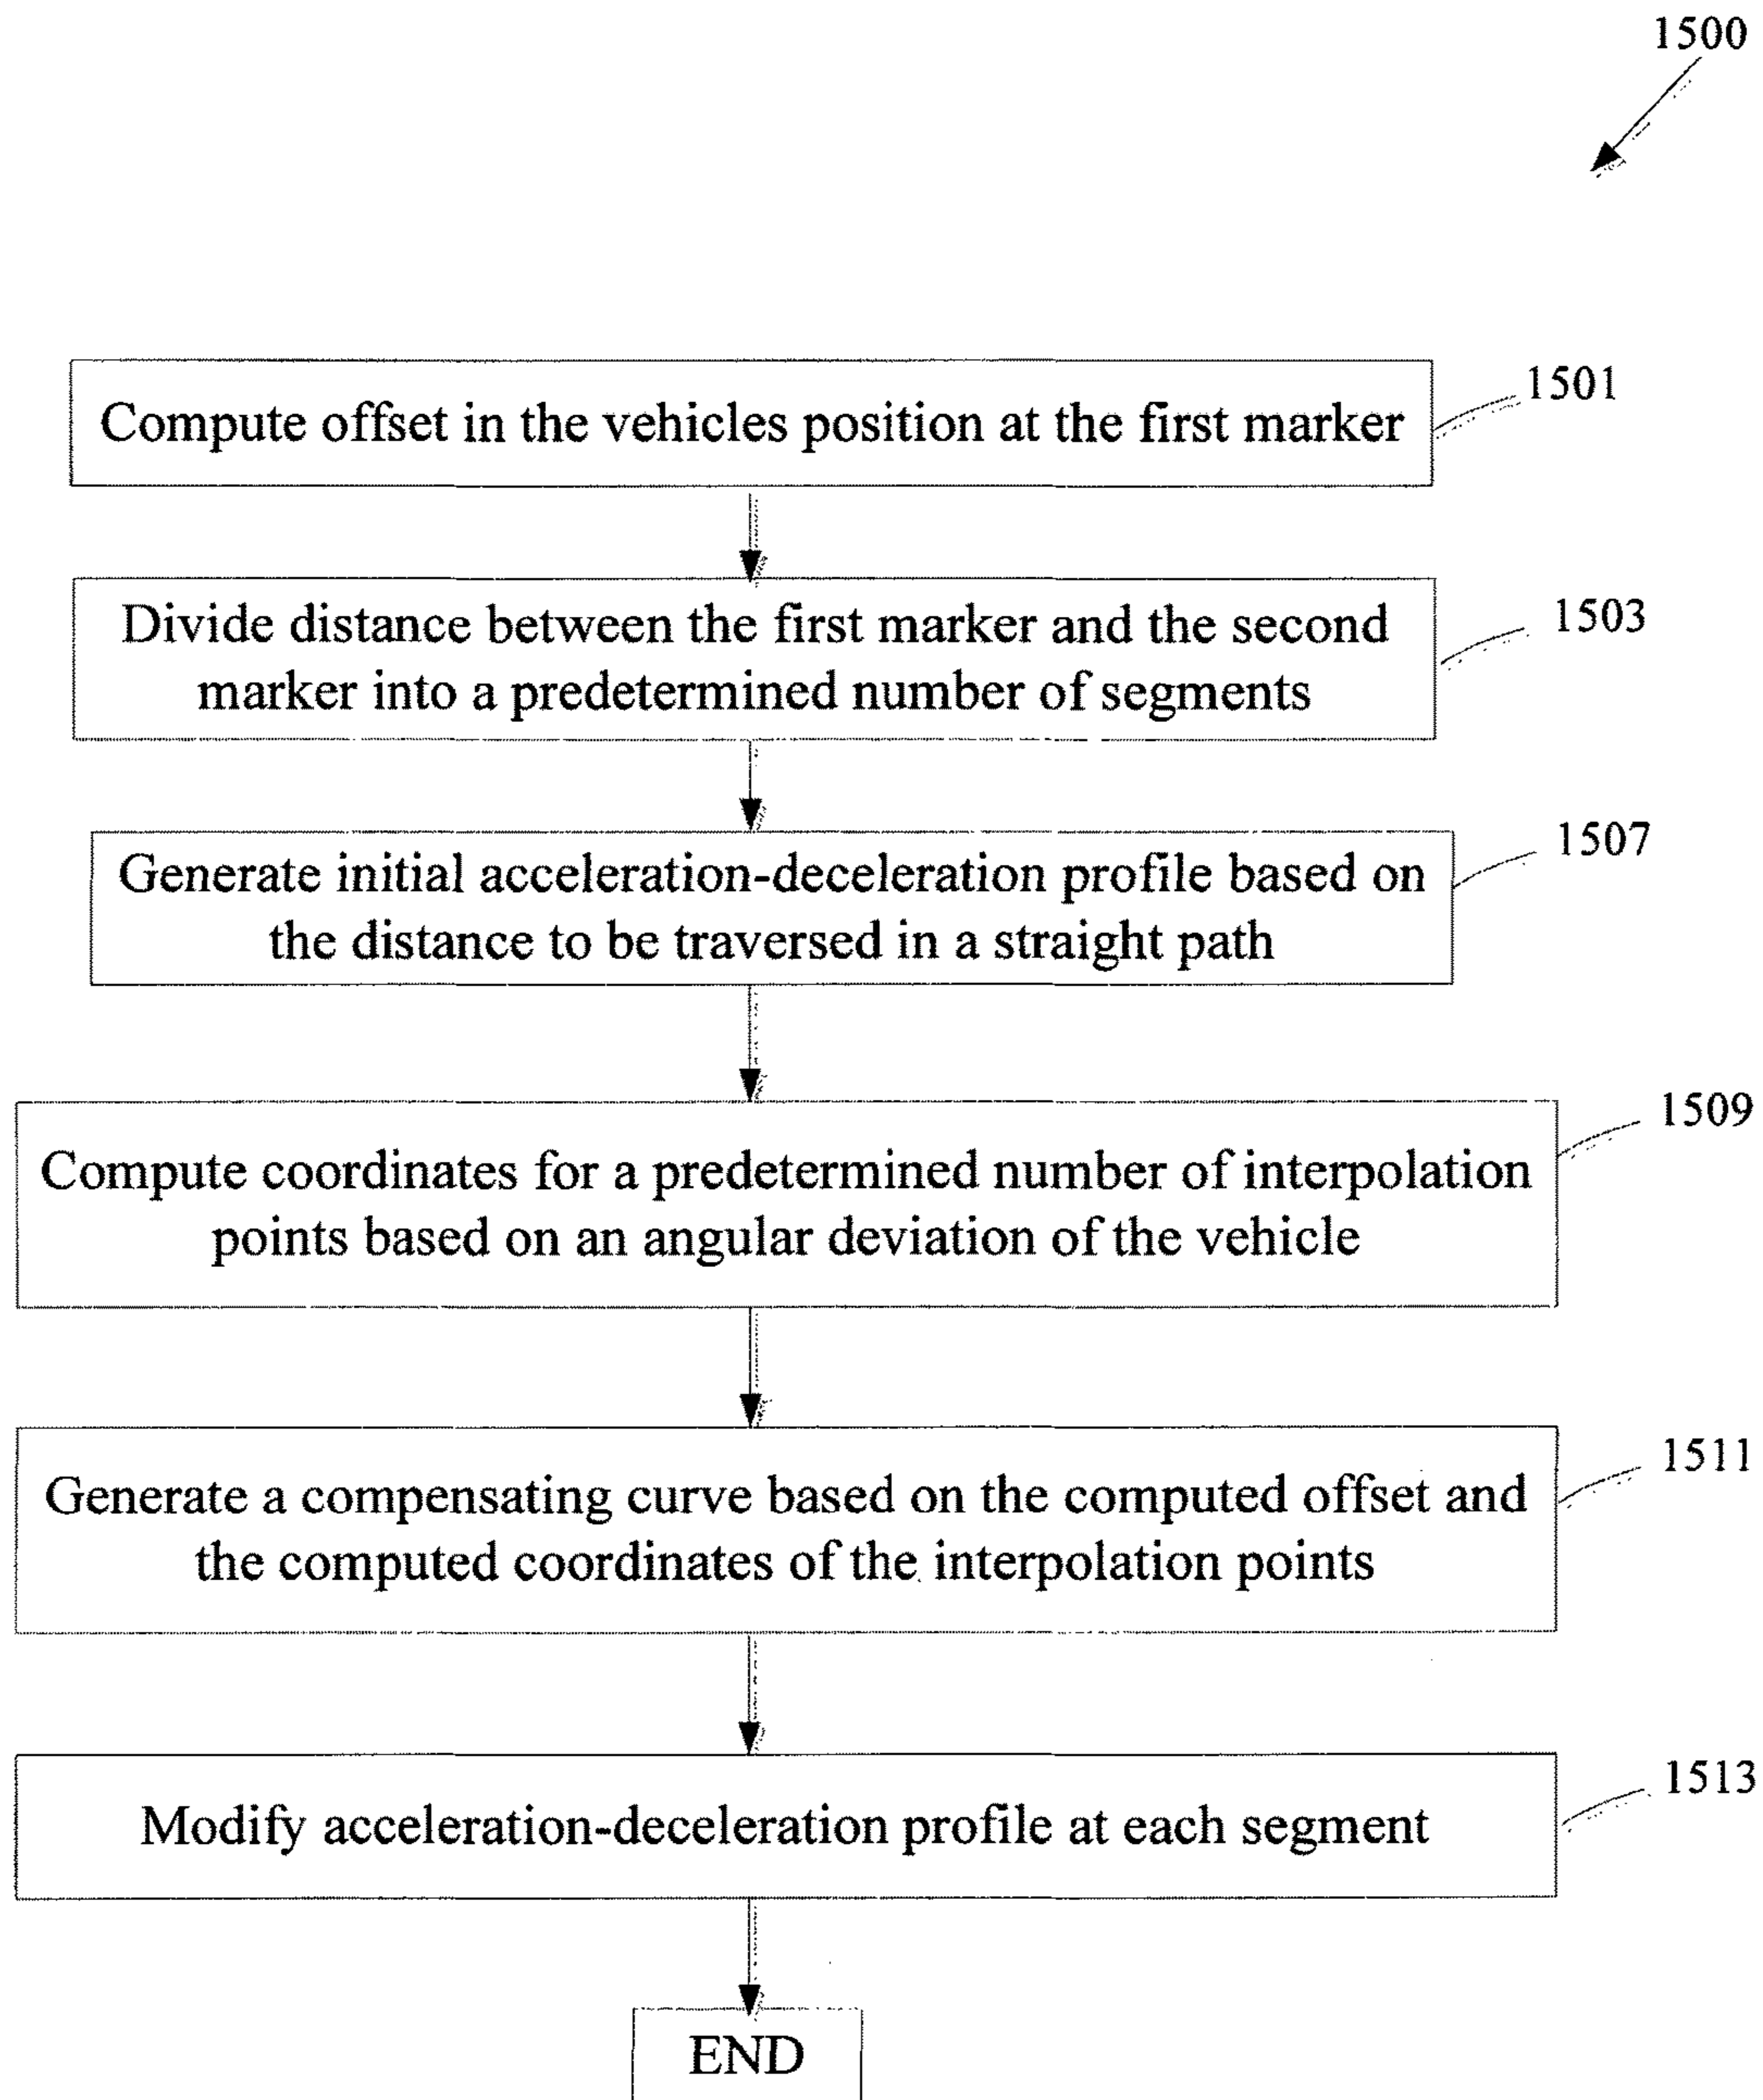 1500
Compute offset in the vehicles position at the first marker
1501
Divide distance between the first marker and the second
marker into a predetermined number of segments
1503
Generate initial acceleration-deceleration profile based on
the distance to be traversed in a straight path
1507
Compute coordinates for a predetermined number of interpolation
points based on an angular deviation of the vehicle
1509
Generate a compensating curve based on the computed offset and
the computed coordinates of the interpolation points
1511
Modify acceleration-deceleration profile at each segment
1513
END